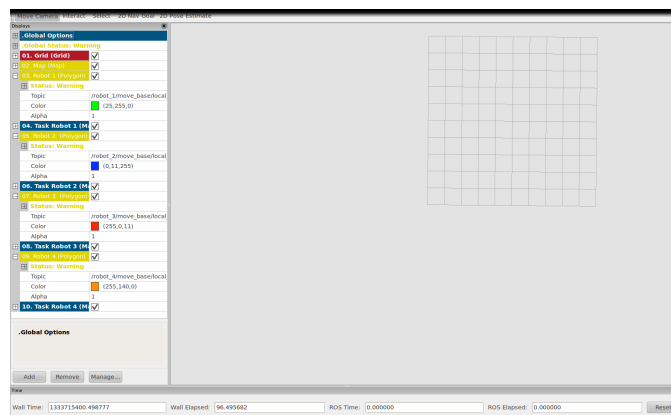 Move Camera Interact Select 2D Nav Goal 2D Pose Estimate
Displays
.Global Options
.Global Status: Warning
01. Grid (Grid)
02. Map (Map)
03. Robot 1 (Polygon)
Status: Warning
Topic /robot_1/move_base/local
Color (25,255,0)
Alpha 1
04. Task Robot 1 (Ma
05. Robot 2 (Polygon)
Status: Warning
Topic /robot_2/move_base/local
Color (0,11,255)
Alpha 1
06. Task Robot 2 (Ma
07. Robot 3 (Polygon)
Status: Warning
Topic /robot_3/move_base/local
Color (255,0,11)
Alpha 1
08. Task Robot 3 (Ma
09. Robot 4 (Polygon)
Status: Warning
Topic /robot_4/move_base/local
Color (255,140,0)
Alpha 1
10. Task Robot 4 (Ma
.Global Options
Add Remove Manage...
Time
Wall Time: 1333715400.498777 Wall Elapsed: 96.495682 ROS Time: 0.000000 ROS Elapsed: 0.000000 Reset